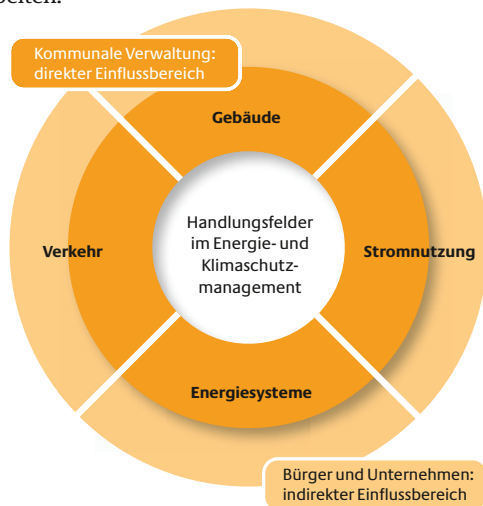 Kommunale Verwaltung:
direkter Einflussbereich
Gebäude
Handlungsfelder
im Energie- und
Klimaschutz-
management
Verkehr
Stromnutzung
Energiesysteme
Bürger und Unternehmen:
indirekter Einflussbereich